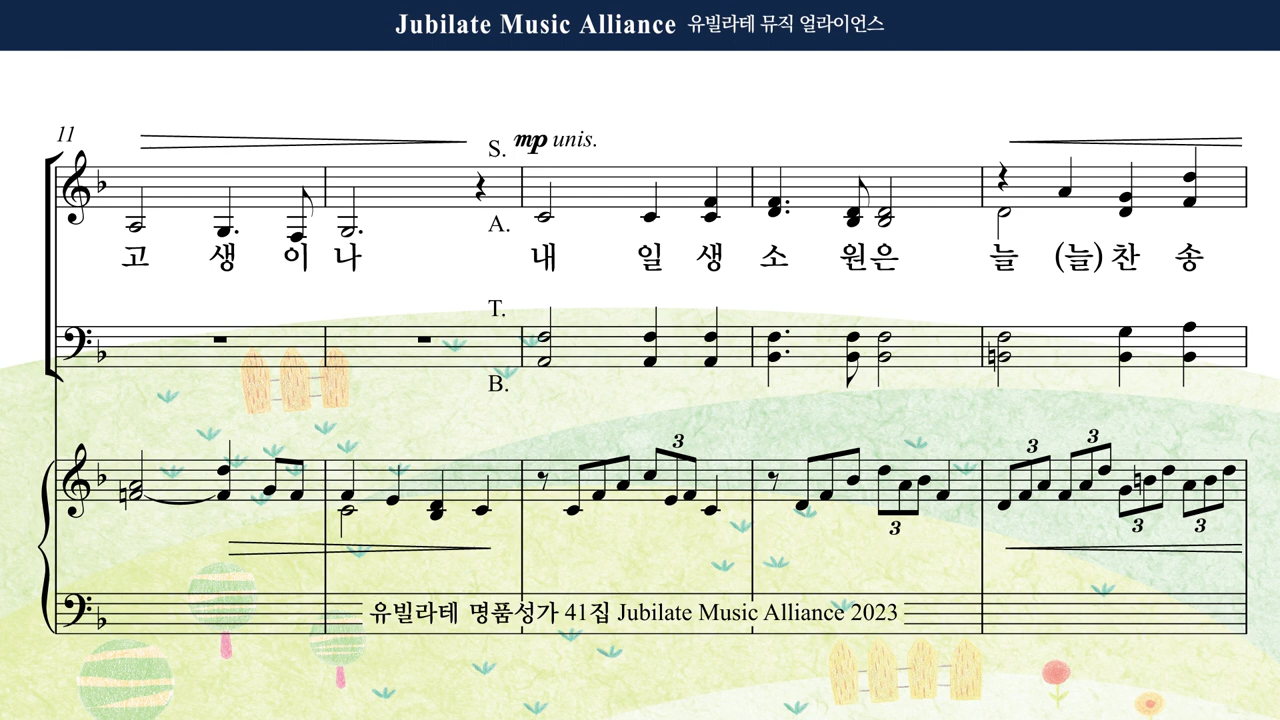 Jubilate Music Alliance 유빌라테 뮤직 얼라이언스
11
S. mp unis.
A.
고 생 이 나 내 일 생 소 원 은 늘 (늘) 찬 송
T.
B.
3
3 3
3 3 3
유빌라테 명품성가 41집 Jubilate Music Alliance 2023